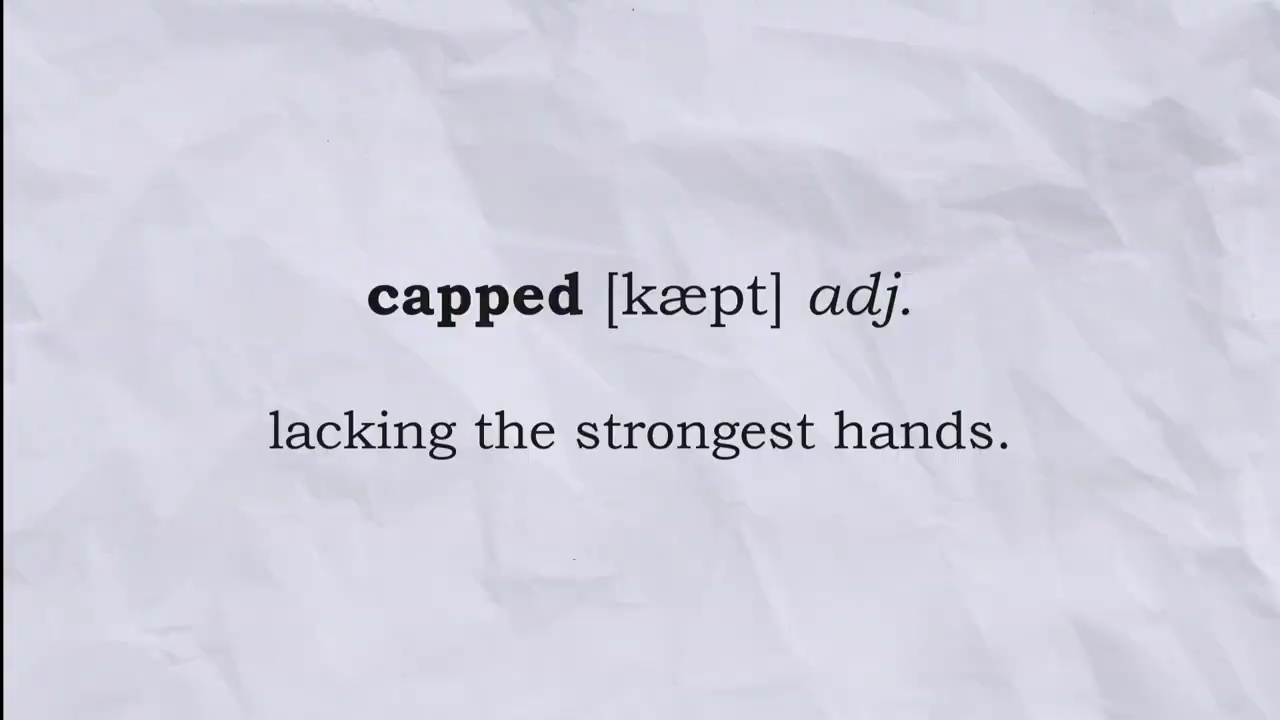 capped [kæpt] adj.
lacking the strongest hands.